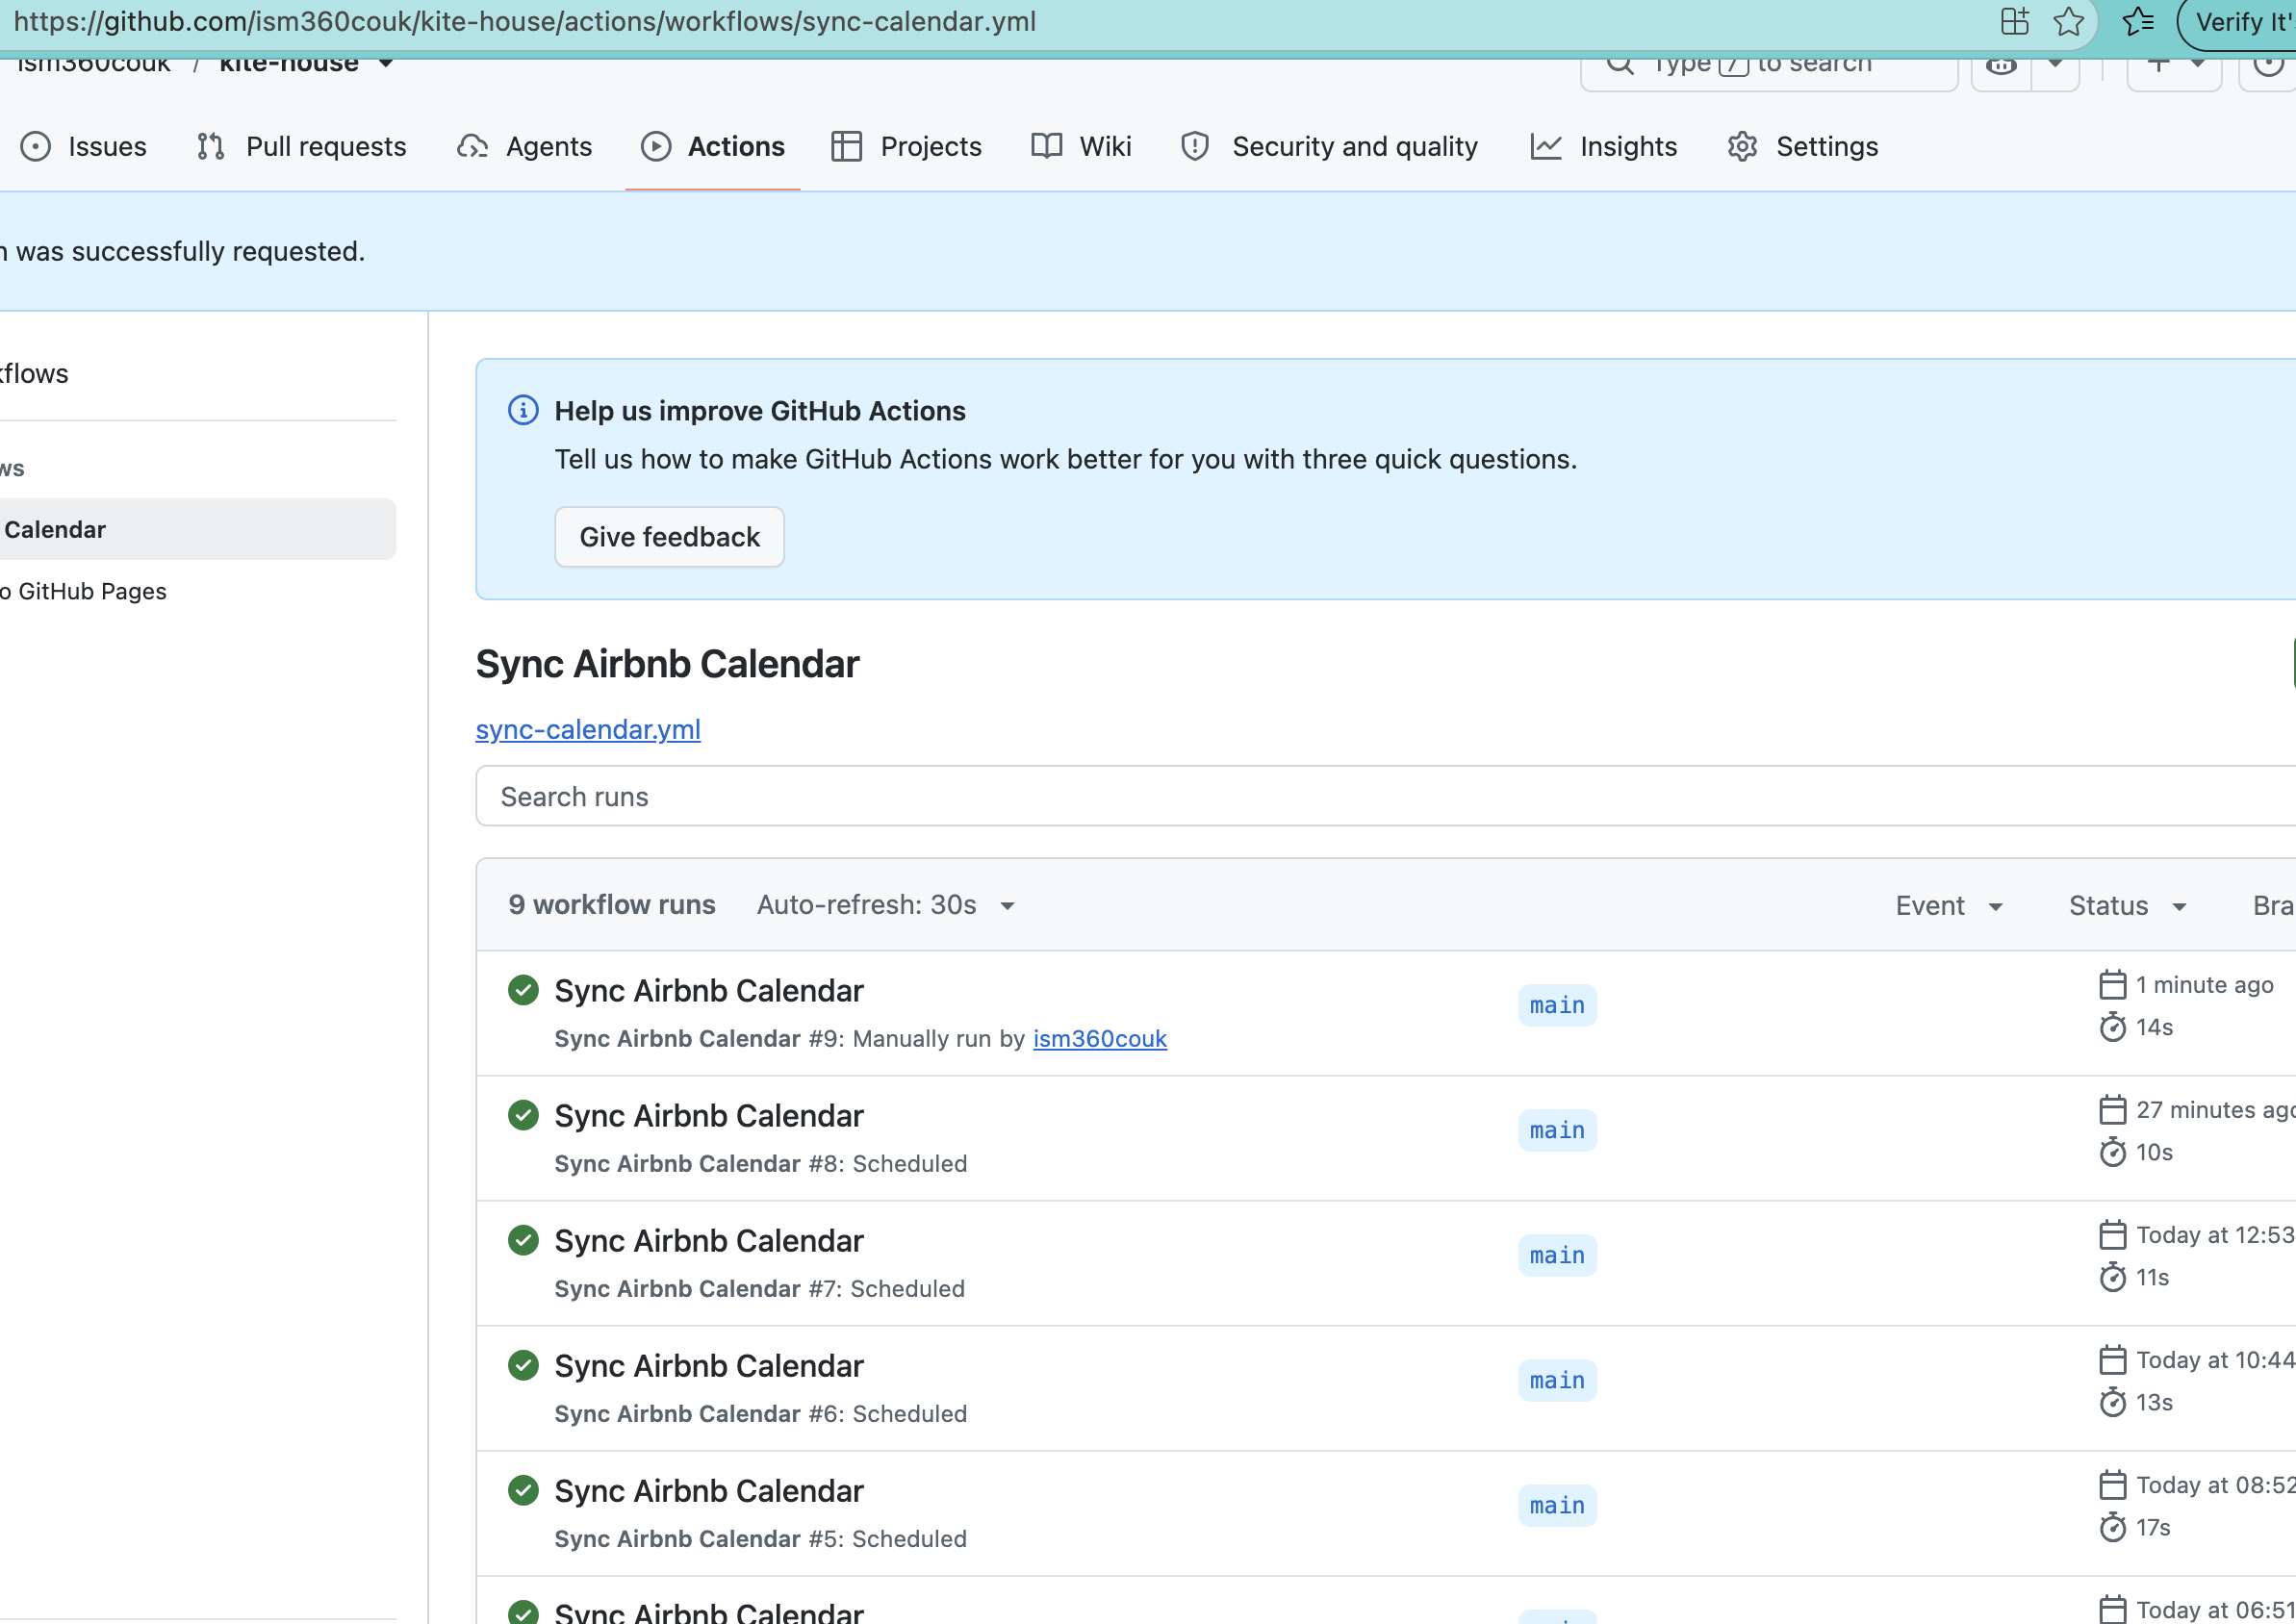 https://github.com/ism360couk/kite-house/actions/workflows/sync-calendar.yml
Verify It's
ism360couk / kite-house
Type / to search
Issues
Pull requests
Agents
Actions
Projects
Wiki
Security and quality
Insights
Settings
was successfully requested.
Help us improve GitHub Actions
Tell us how to make GitHub Actions work better for you with three quick questions.
Give feedback
Calendar
GitHub Pages
Sync Airbnb Calendar
sync-calendar.yml
Search runs
9 workflow runs Auto-refresh: 30s Event Status
Sync Airbnb Calendar
Sync Airbnb Calendar #9: Manually run by ism360couk
main
1 minute ago
14s
Sync Airbnb Calendar
Sync Airbnb Calendar #8: Scheduled
main
27 minutes ago
10s
Sync Airbnb Calendar
Sync Airbnb Calendar #7: Scheduled
main
Today at 12:53
11s
Sync Airbnb Calendar
Sync Airbnb Calendar #6: Scheduled
main
Today at 10:44
13s
Sync Airbnb Calendar
Sync Airbnb Calendar #5: Scheduled
main
Today at 08:52
17s
Sync Airbnb Calendar
Today at 06:51